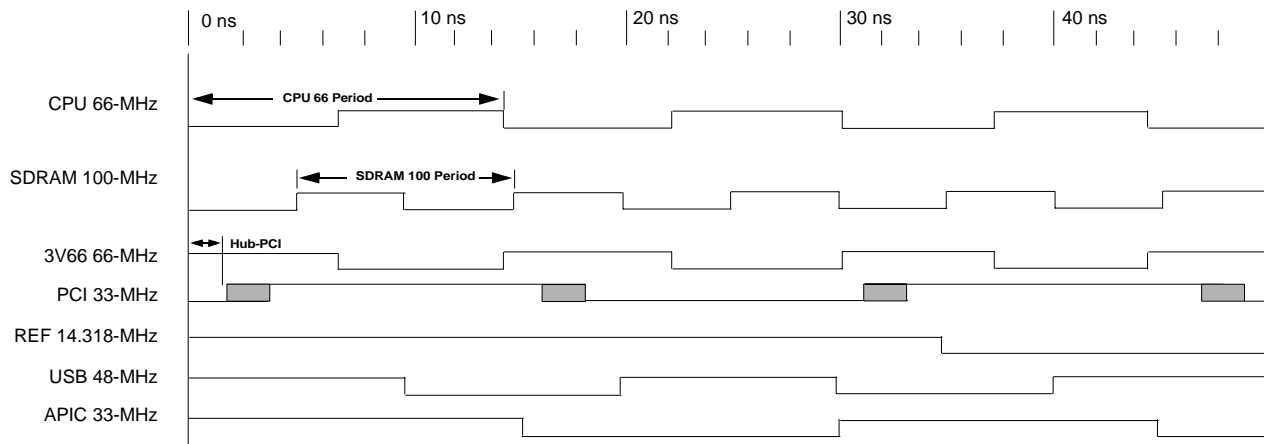 0 ns 10 ns 20 ns 30 ns 40 ns
CPU 66-MHz
CPU 66 Period
SDRAM 100-MHz
SDRAM 100 Period
Hub-PCI
3V66 66-MHz
PCI 33-MHz
REF 14.318-MHz
USB 48-MHz
APIC 33-MHz